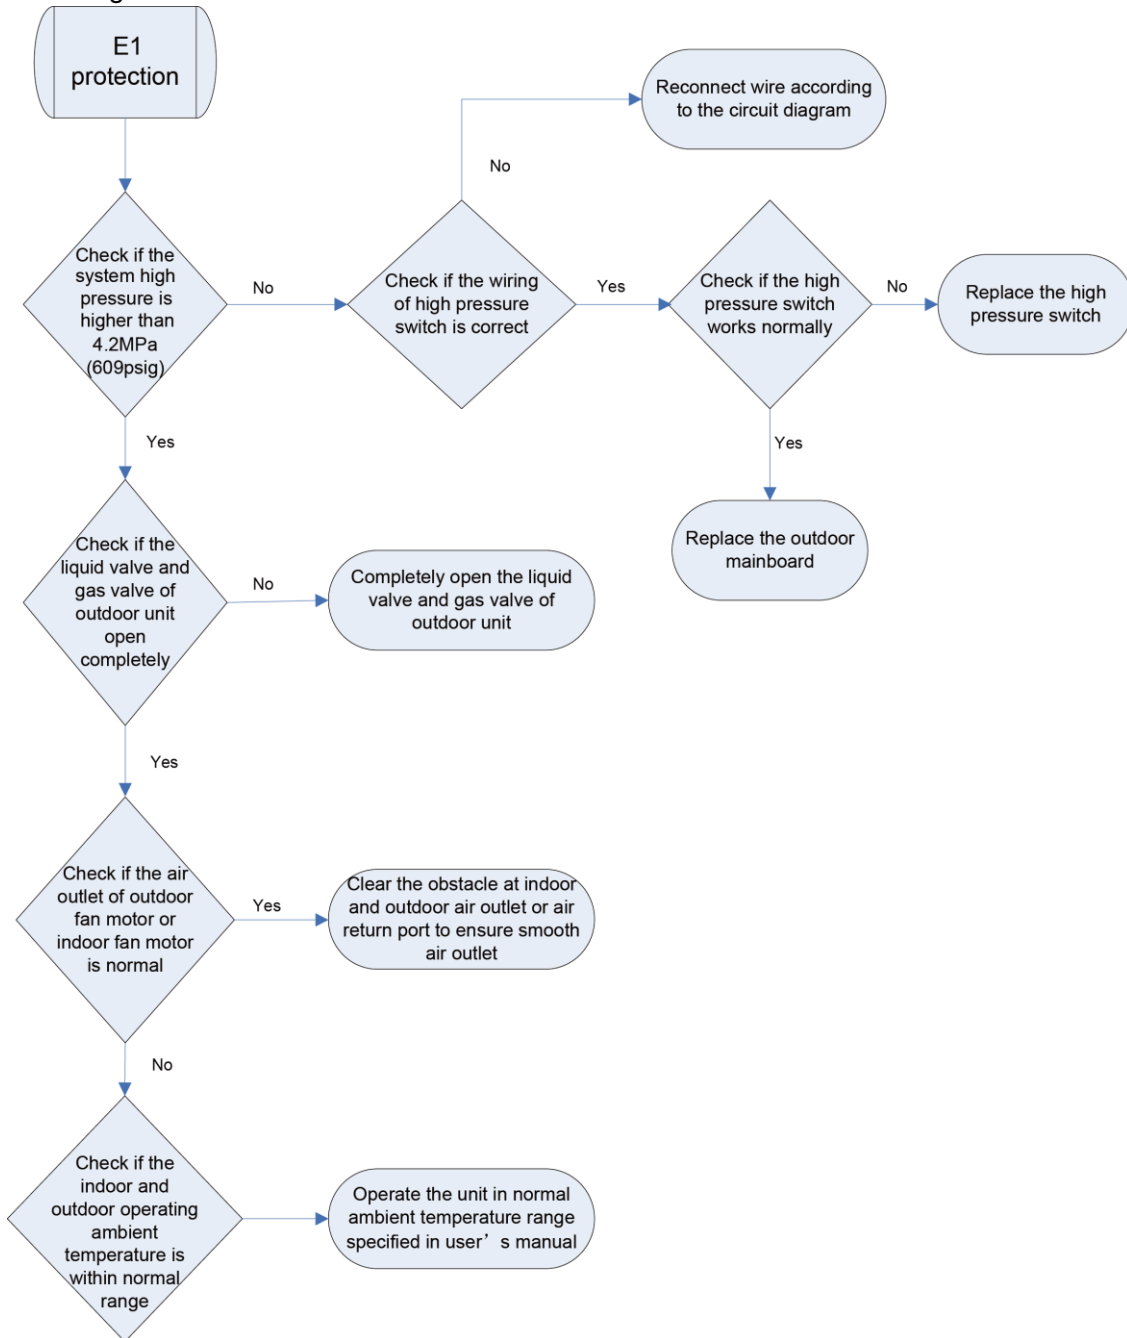 E1
protection
Reconnect wire according
to the circuit diagram
No
Check if the
system high
pressure is
higher than
4.2MPa
(609psig)
No
Check if the wiring
of high pressure
switch is correct
Yes
Check if the high
pressure switch
works normally
No
Replace the high
pressure switch
Yes
Yes
Replace the outdoor
mainboard
Check if the
liquid valve and
gas valve of
outdoor unit
open
completely
No
Completely open the liquid
valve and gas valve of
outdoor unit
Yes
Check if the air
outlet of outdoor
fan motor or
indoor fan motor
is normal
Yes
Clear the obstacle at indoor
and outdoor air outlet or air
return port to ensure smooth
air outlet
No
Check if the
indoor and
outdoor operating
ambient
temperature is
within normal
range
Operate the unit in normal
ambient temperature range
specified in user’s manual